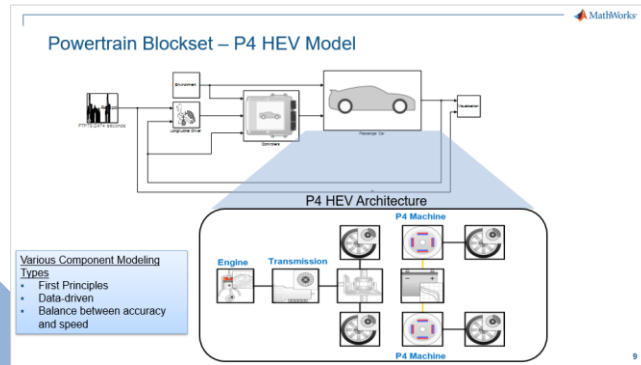 MathWorks
Powertrain Blockset – P4 HEV Model
Environment
Longitudinal Driver
Controllers
Passenger Car
Visualization
P4 HEV Architecture
P4 Machine
Engine
Transmission
P4 Machine
Various Component Modeling
Types
• First Principles
• Data-driven
• Balance between accuracy
and speed
9